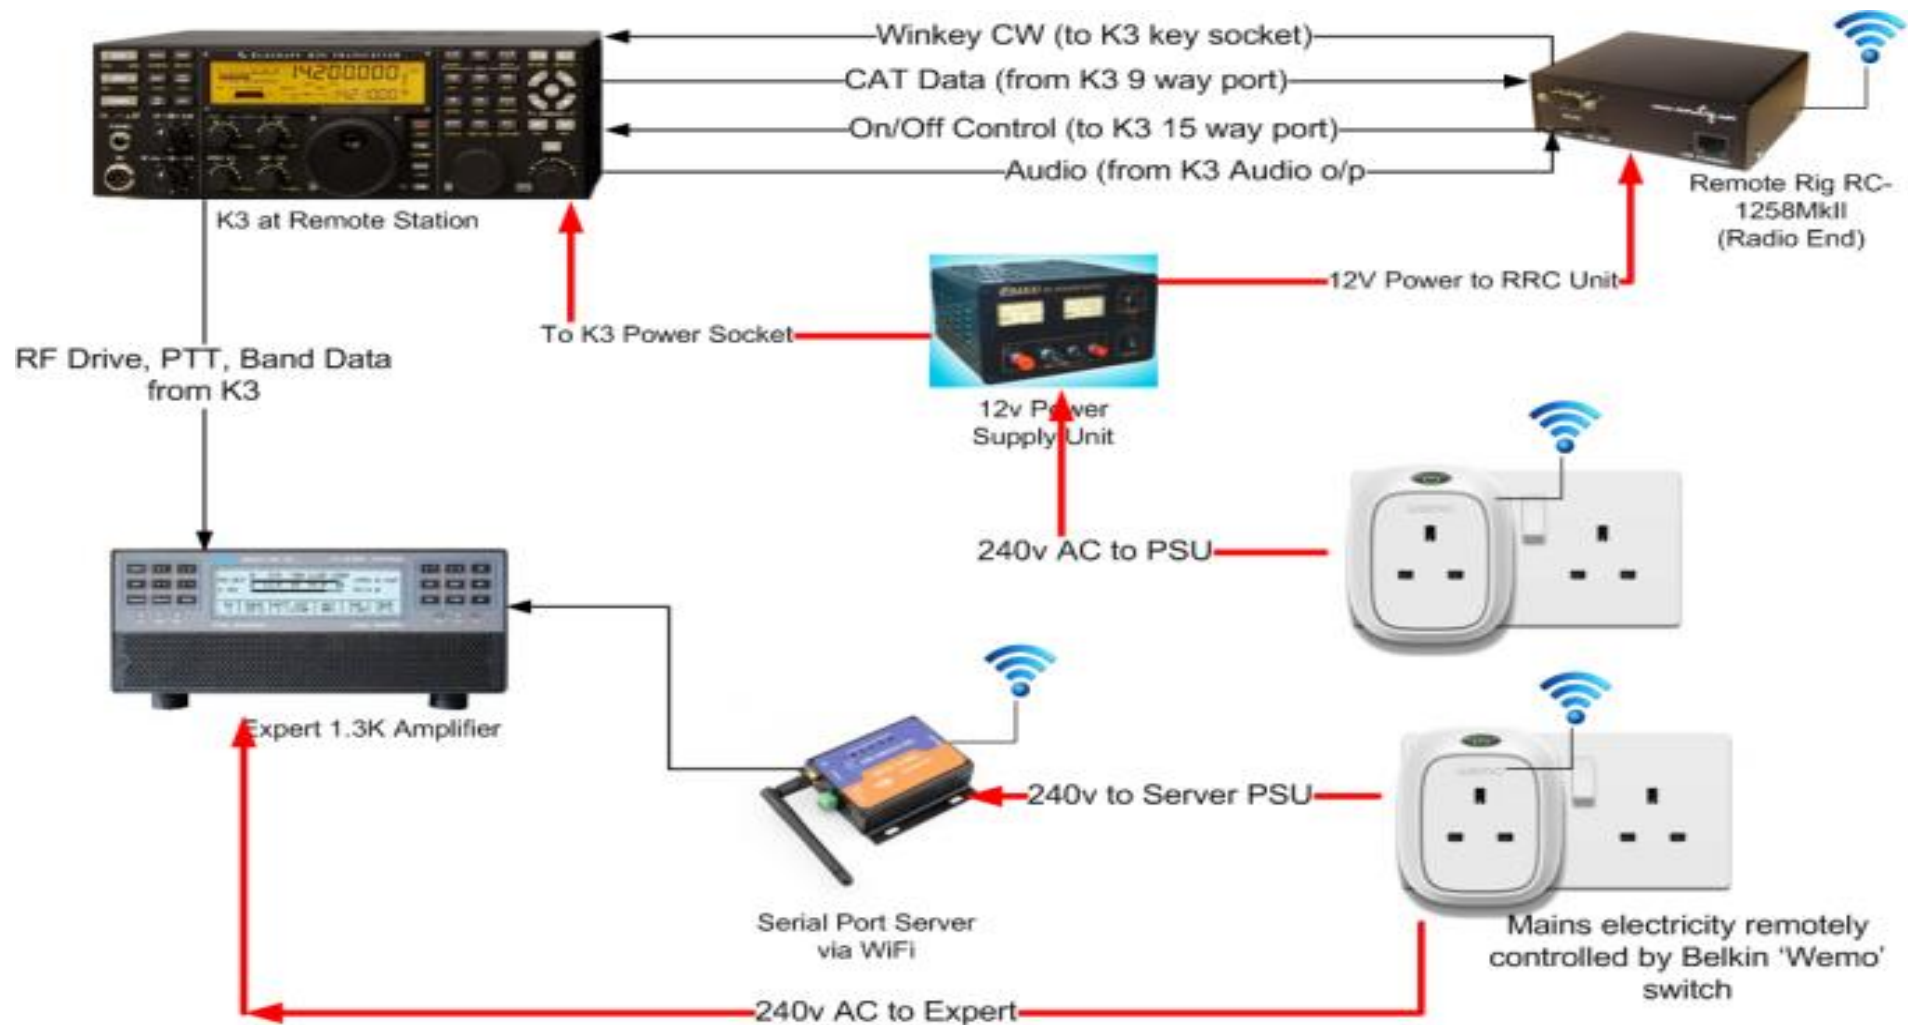 Winkey CW (to K3 key socket)
CAT Data (from K3 9 way port)
On/Off Control (to K3 15 way port)
Audio (from K3 Audio o/p
K3 at Remote Station
Remote Rig RC-
1258MkII
(Radio End)
12V Power to RRC Unit
To K3 Power Socket
RF Drive, PTT, Band Data
from K3
12v Power
Supply Unit
240v AC to PSU
Expert 1.3K Amplifier
240v to Server PSU
Serial Port Server
via WiFi
Mains electricity remotely
controlled by Belkin ‘Wemo’
switch
240v AC to Expert
14.200.000